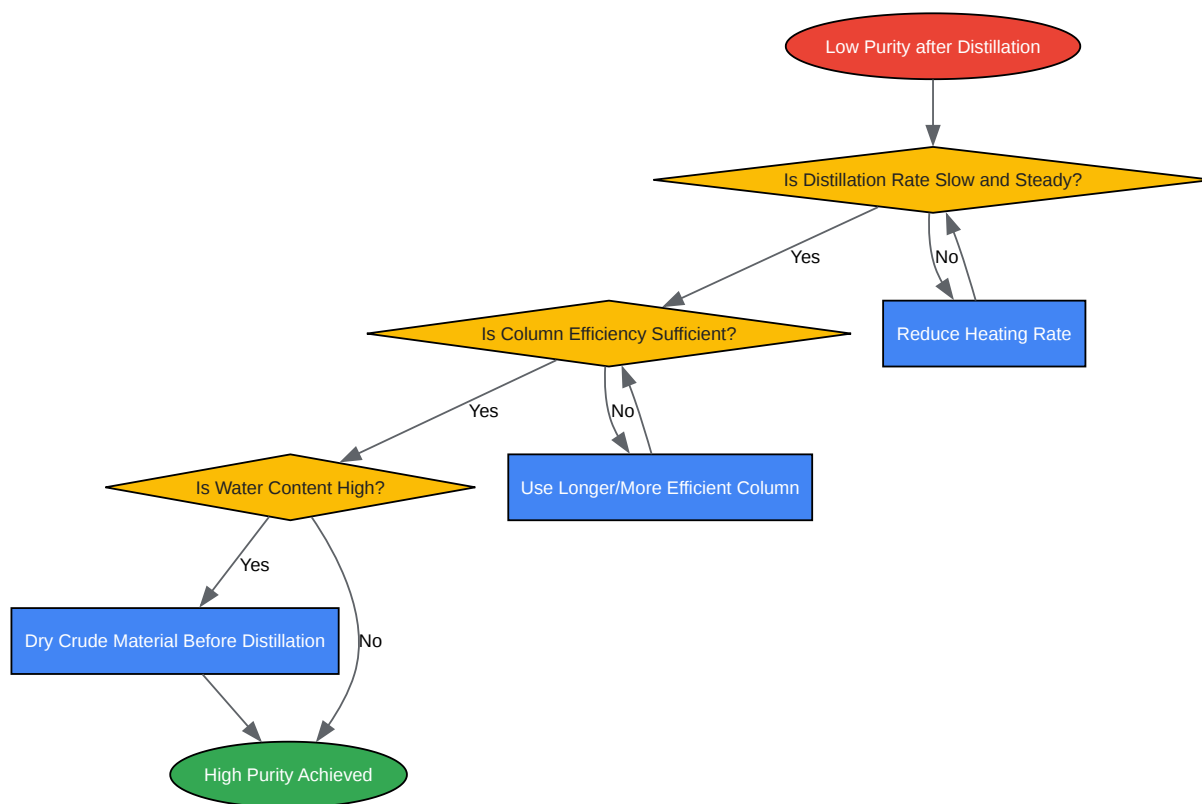 Low Purity after Distillation
Is Distillation Rate Slow and Steady?
Yes
No
Is Column Efficiency Sufficient?
Reduce Heating Rate
Yes
No
Is Water Content High?
Use Longer/More Efficient Column
Yes
Dry Crude Material Before Distillation
No
High Purity Achieved